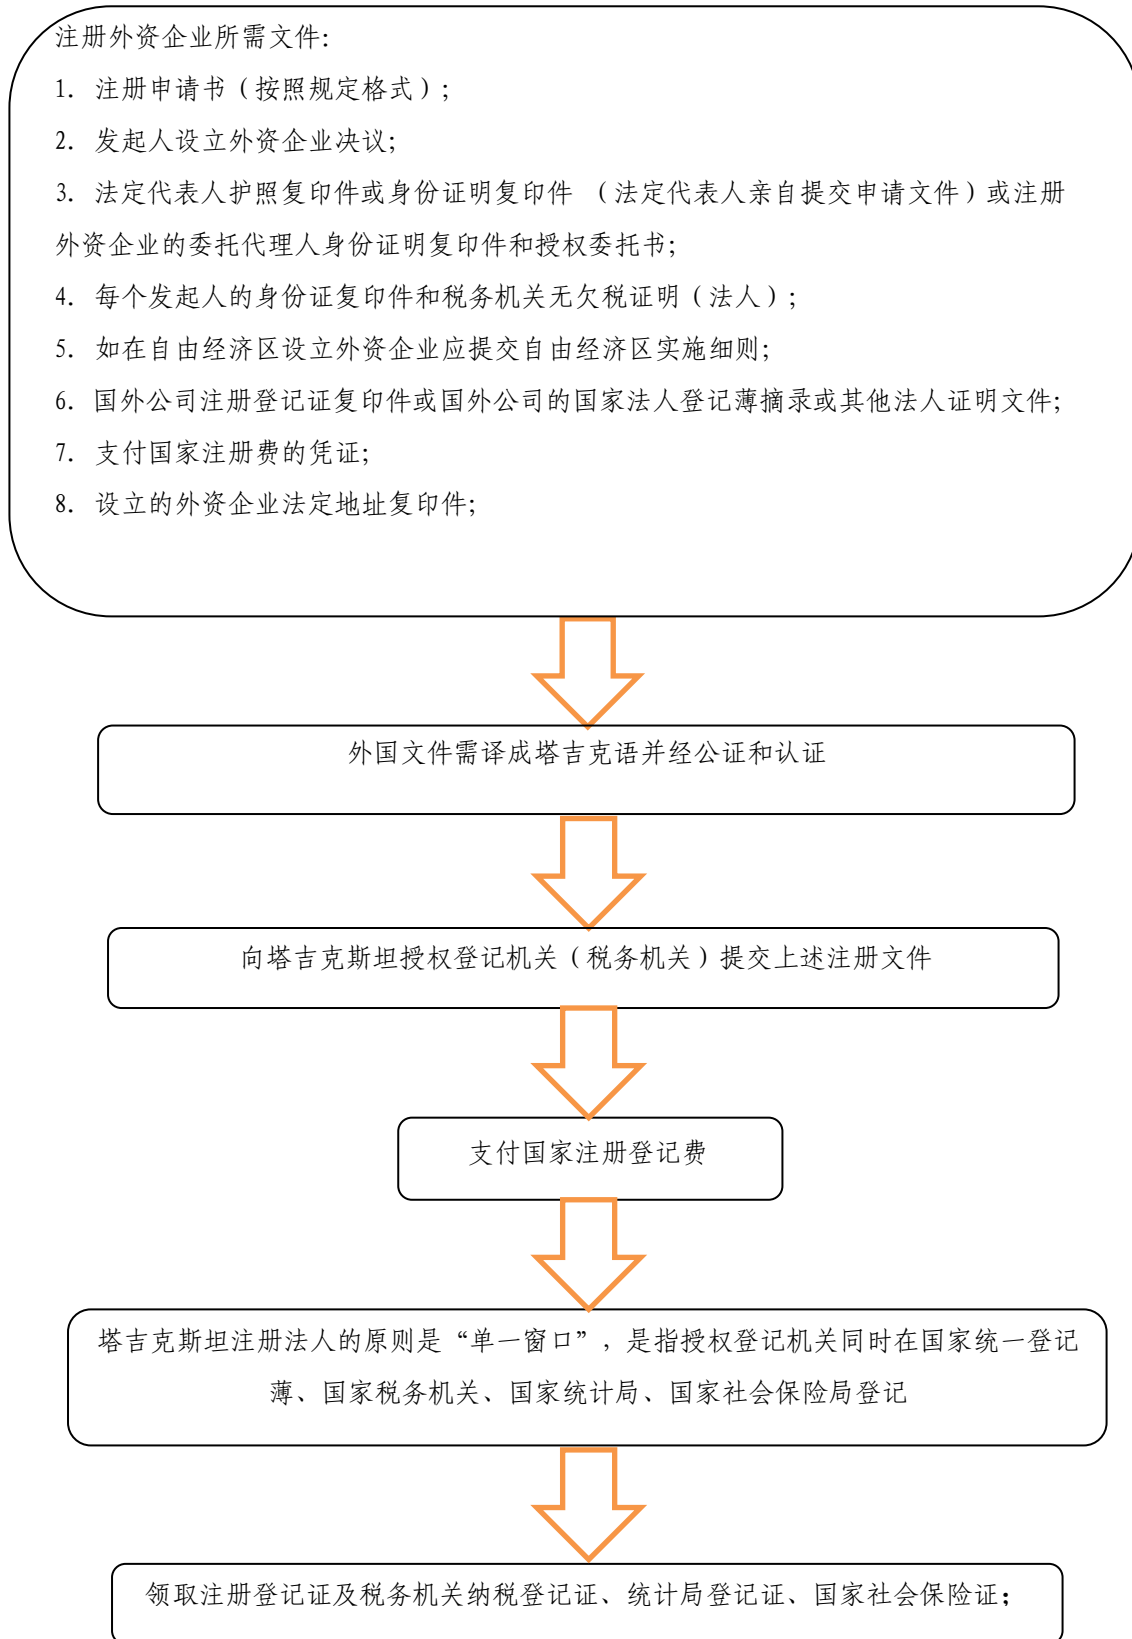 注册外资企业所需文件：
1. 注册申请书（按照规定格式）；
2. 发起人设立外资企业决议；
3. 法定代表人护照复印件或身份证明复印件 （法定代表人亲自提交申请文件）或注册
外资企业的委托代理人身份证明复印件和授权委托书；
4. 每个发起人的身份证复印件和税务机关无欠税证明（法人）；
5. 如在自由经济区设立外资企业应提交自由经济区实施细则；
6. 国外公司注册登记证复印件或国外公司的国家法人登记薄摘录或其他法人证明文件；
7. 支付国家注册费的凭证；
8. 设立的外资企业法定地址复印件；
外国文件需译成塔吉克语并经公证和认证
向塔吉克斯坦授权登记机关（税务机关）提交上述注册文件
支付国家注册登记费
塔吉克斯坦注册法人的原则是“单一窗口”，是指授权登记机关同时在国家统一登记
薄、国家税务机关、国家统计局、国家社会保险局登记
领取注册登记证及税务机关纳税登记证、统计局登记证、国家社会保险证；